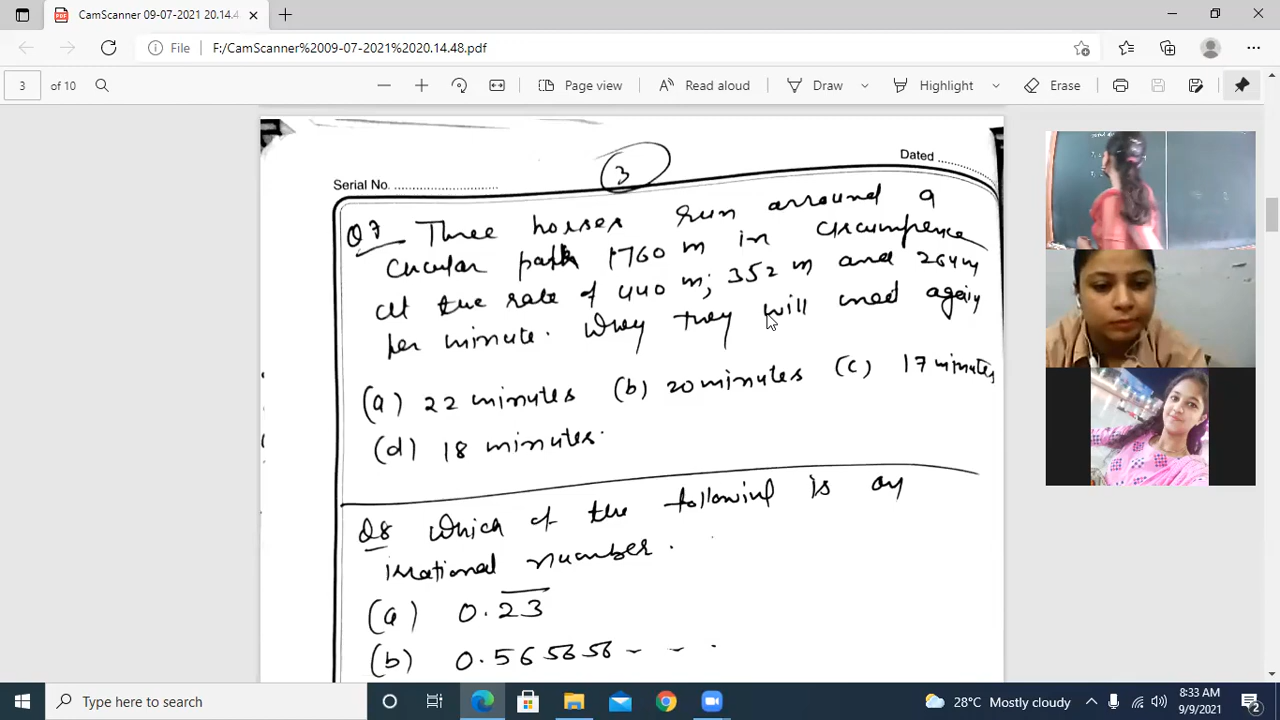 CamScanner 09-07-2021 20.14.4
File
F:/CamScanner%2009-07-2021%2020.14.48.pdf
3 of 10
Page view
Read aloud
Draw
Highlight
Erase
3
Serial No.
Dated
Q7 Three horses run arround a
circular path 1760 m in circumference
at the rate of 440 m; 352 m and 264 m
per minute. they will meet again
(a) 22 minutes (b) 20 minutes (c) 17 minutes
(d) 18 minutes.
Q8 Which of the following is an
irrational number.
(a) 0.2̅3̅
(b) 0.565656 - - .
Type here to search
28°C Mostly cloudy
8:33 AM
9/9/2021
2